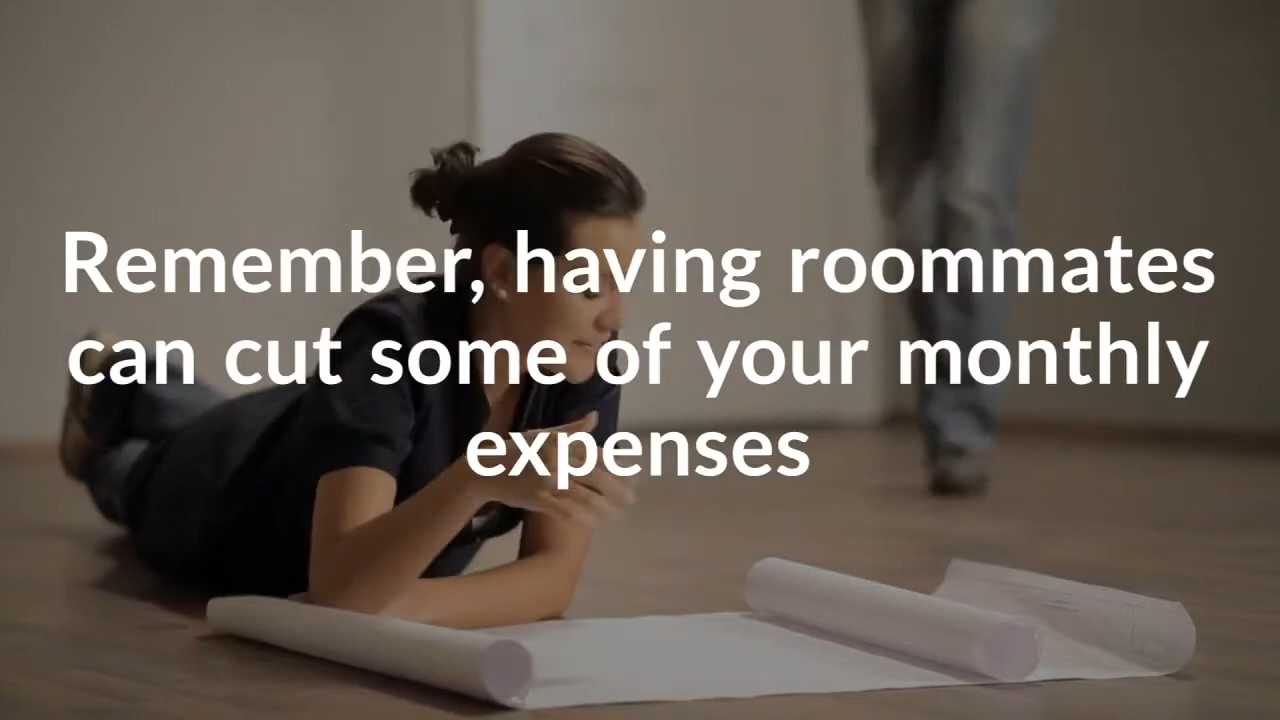 Remember, having roommates
can cut some of your monthly
expenses